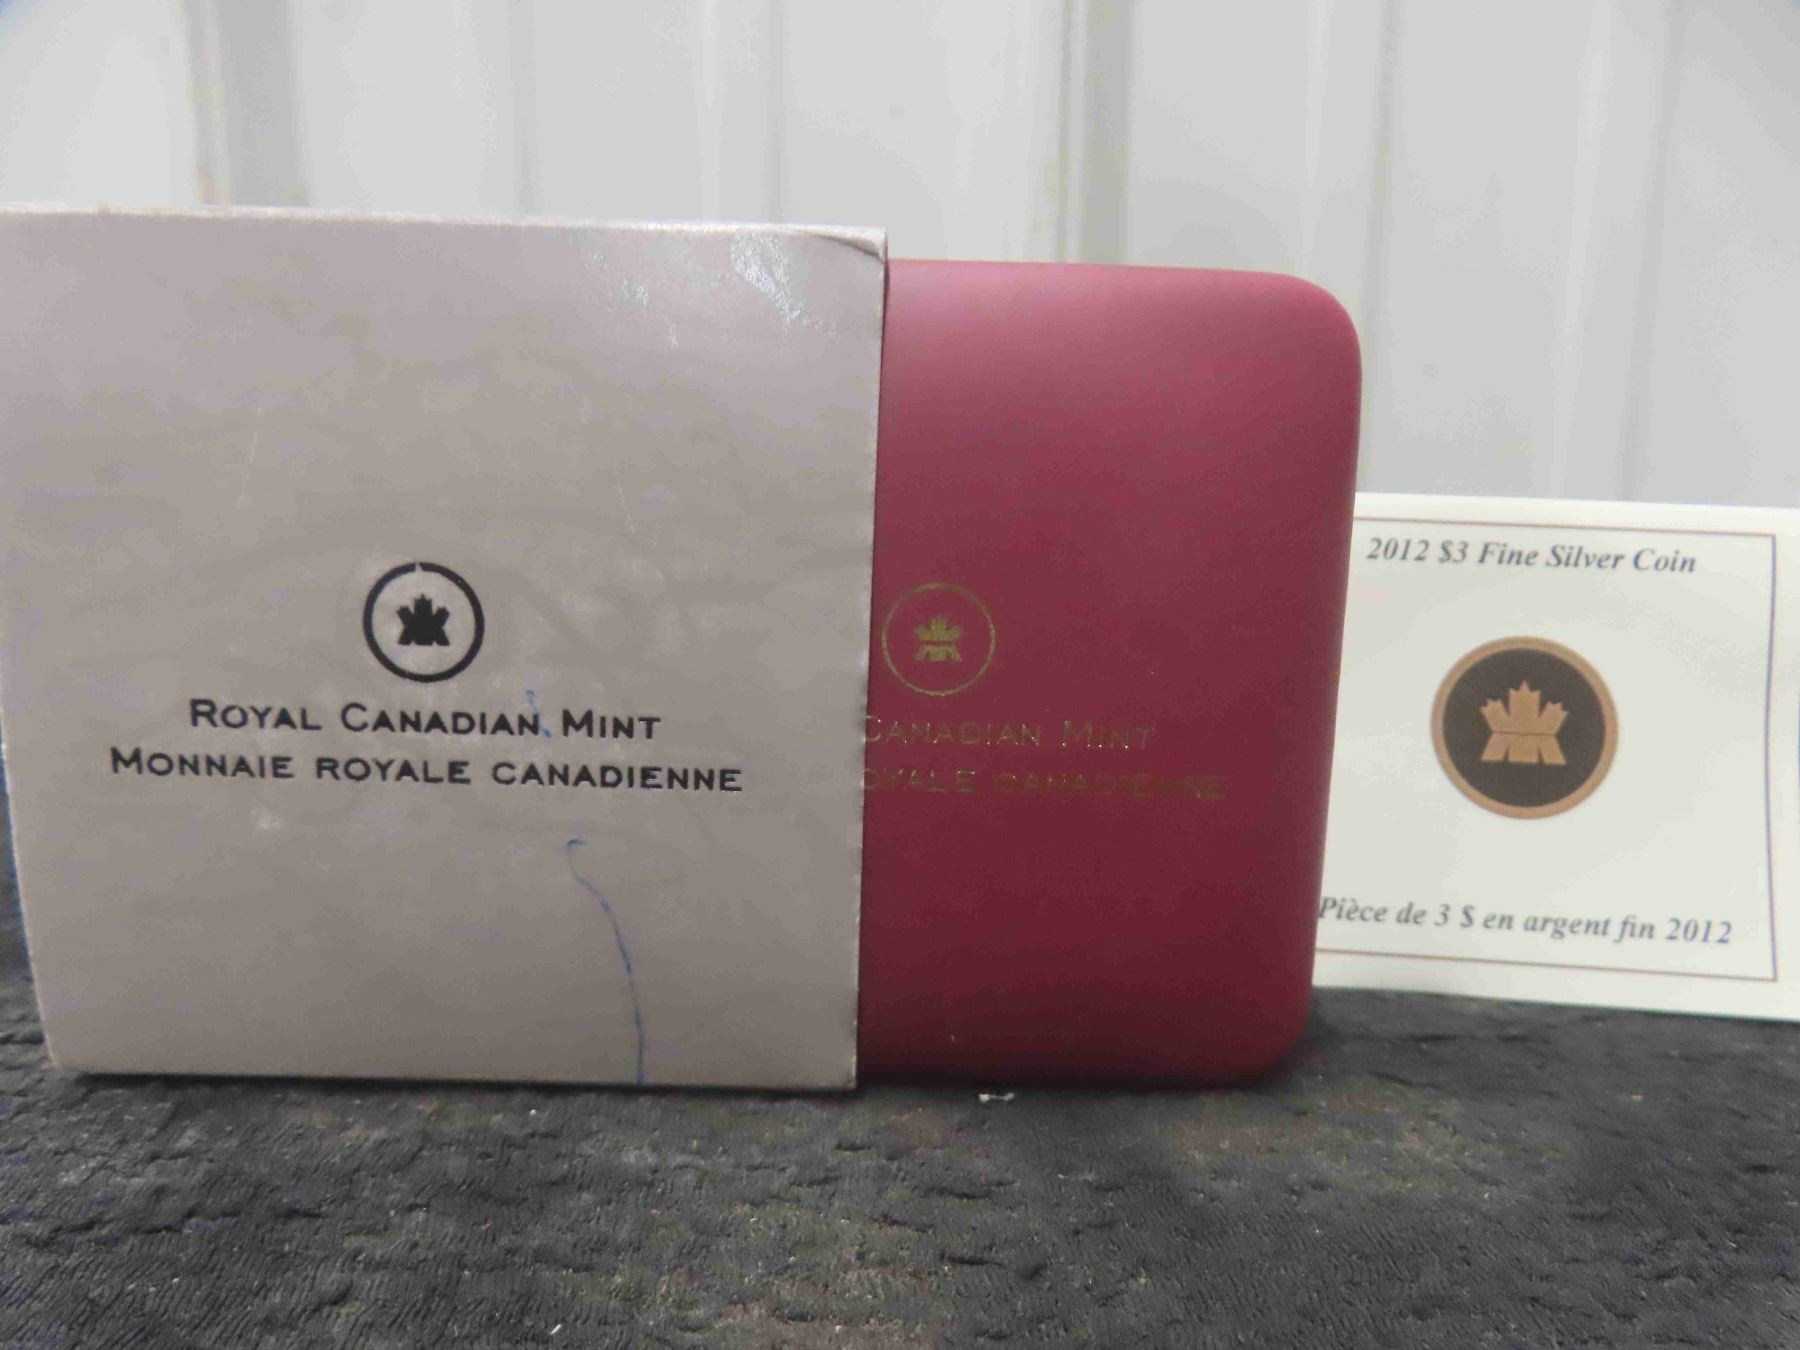 ROYAL CANADIAN MINT
MONNAIE ROYALE CANADIENNE
CANADIAN MINT
OYALE CANADIENNE
2012 $3 Fine Silver Coin
Pièce de 3 $ en argent fin 2012